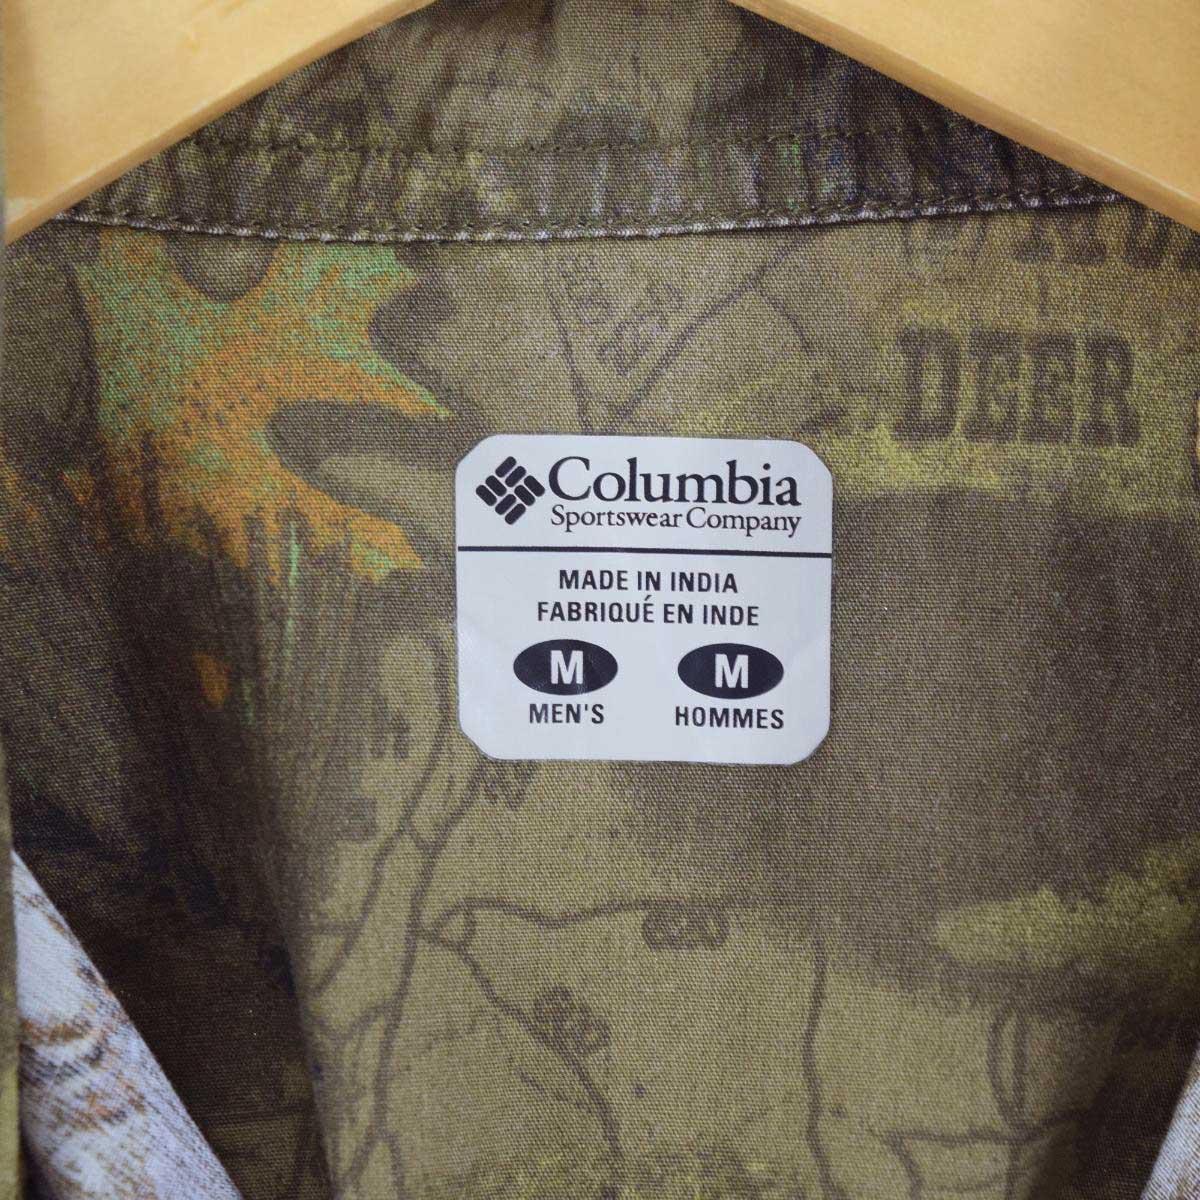 DEER
Columbia
Sportswear Company
MADE IN INDIA
FABRIQUÉ EN INDE
M M
MEN'S HOMMES